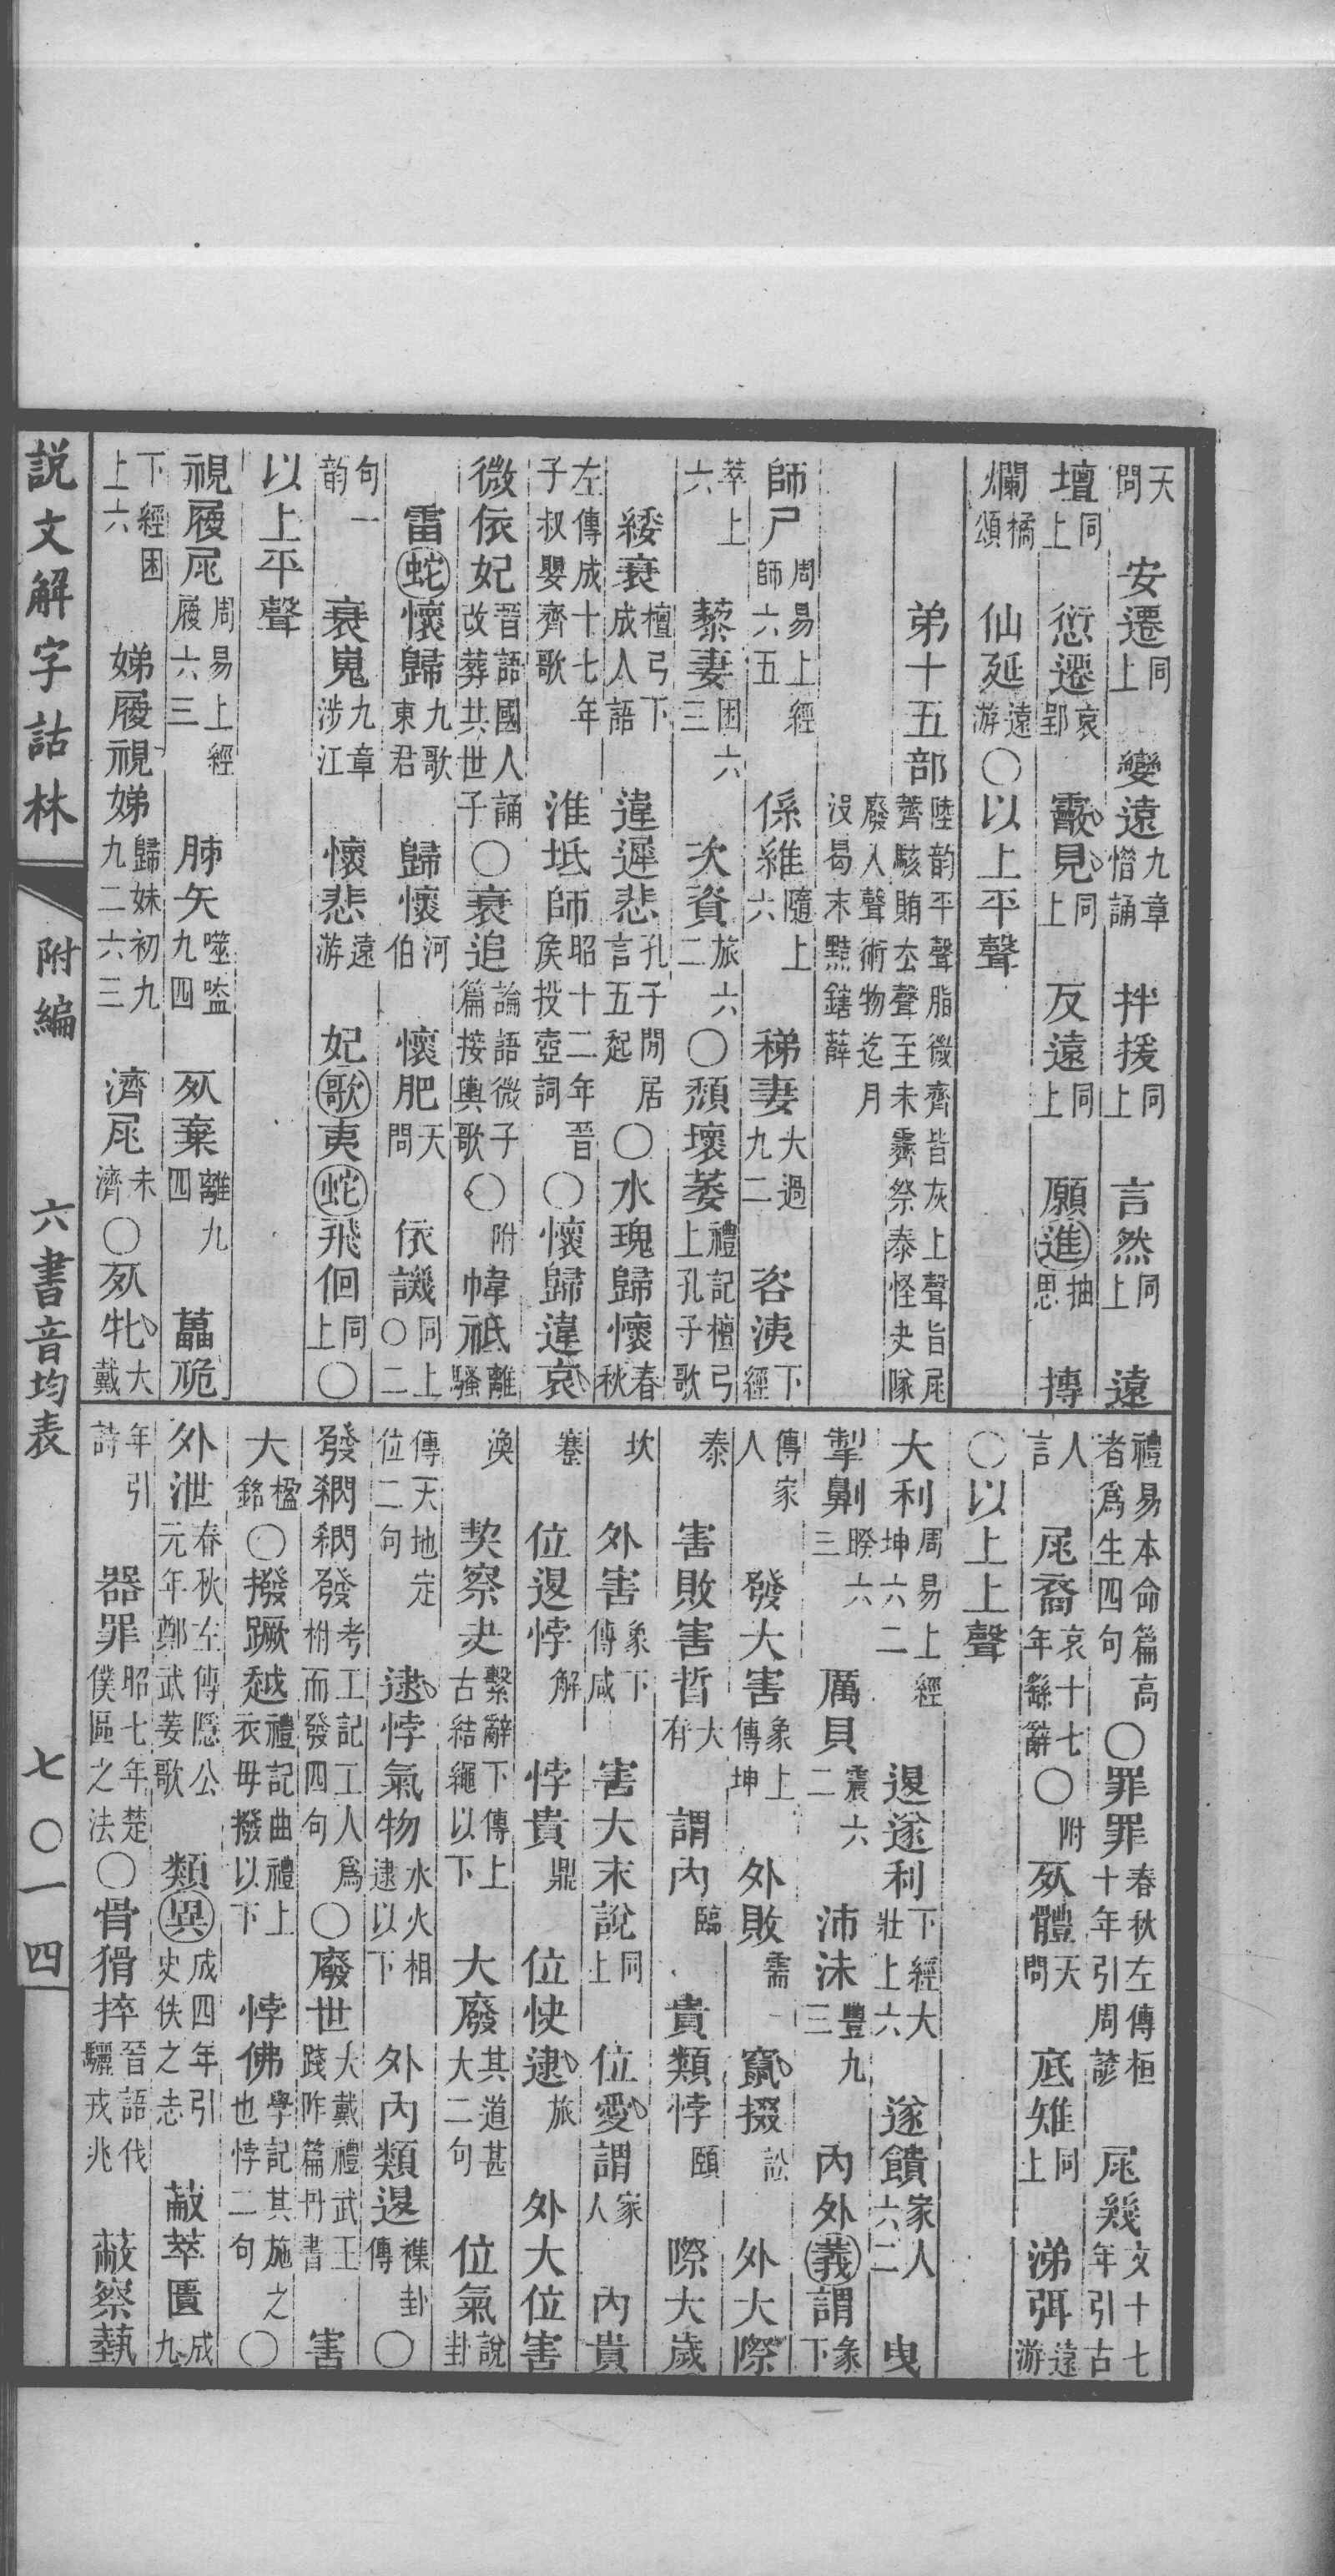 天問　安遷同上　孌遠九章惜誦　拌援同上　言然同上　遠
壇同上　愆遷哀郢　霰見同上　反遠同上　願進抽思　摶
爛橘頌　仙延遠游〇以上平聲
弟十五部陸韵平聲脂微齊皆灰上聲旨尾薺駭賄去聲至未霽祭泰怪夬隊廢入聲術物迄月沒曷末黠鎋薛
師尸周易上經師六五　係維隨上六　稊妻大過九二　咨洟下經
萃上六　藜妻困六三　次資旅六二〇頹壞萎禮記檀弓上孔子歌
緌衰檀弓下成人語　違遲悲孔子閒居言五起〇水瑰歸懷春秋
左傳成十七年子叔嬰齊歌　淮坻師昭十二年晉矦投壺詞〇懷歸違哀
微依妃晉語國人誦改葬共世子〇衰追論語微子篇接輿歌〇附　幃祇離騷
雷蛇懷歸九歌東君　歸懷河伯　懷肥天問　依譏同上〇二
句一韵　衰嵬九章涉江　懷悲遠游　妃歌夷蛇飛佪同上〇
以上平聲
視履𡰥周易上經履六三　胏矢噬嗑九四　死棄離九四　藟𦜝
下經困上六　娣履視娣歸妹初九九二六三　濟𡰥未濟〇死牝大戴
禮易本命篇高者爲生四句〇罪罪春秋左傳桓十年引周諺　𡰥幾文十七年引古
人言　𡰥裔哀十七年繇辭〇附　死體天問　底雉同上　涕弭遠游
〇以上上聲
大利周易上經坤六二　退遂利下經大壯上六　遂饋家人六二　曳
掣劓睽六三　厲貝震六二　沛沬豐九三　內外義謂彖下
傳家人　發大害象上傳坤　外敗需　竄掇訟　外大際
泰　害敗害晢大有　謂內臨　貴類悖頤　際大歲
坎　外害象下傳咸　害大末說同上　位愛謂家人　內貴
蹇　位退悖解　悖貴鼎　位快逮旅　外大位害
渙　契察夬繫辭下傳上古結繩以下　大廢其道甚大二句　位氣說卦
傳天地定位二句　逮悖氣物水火相逮以下　外內類退襍卦傳〇
發閷閷發考工記工人爲柎而發四句〇廢世大戴禮武王踐阼篇丹書　害
大楹銘〇撥蹶越禮記曲禮上衣毋撥以下　悖佛學記其施之也悖二句〇
外泄春秋左傳隱公元年鄭武姜歌　類異成四年引史佚之志　蔽萃匱成九
年引詩　器罪昭七年楚僕區之法〇骨猾捽晉語伐驪戎兆　蔽察蓺
說文解字詁林　附編　六書音均表　七〇一四